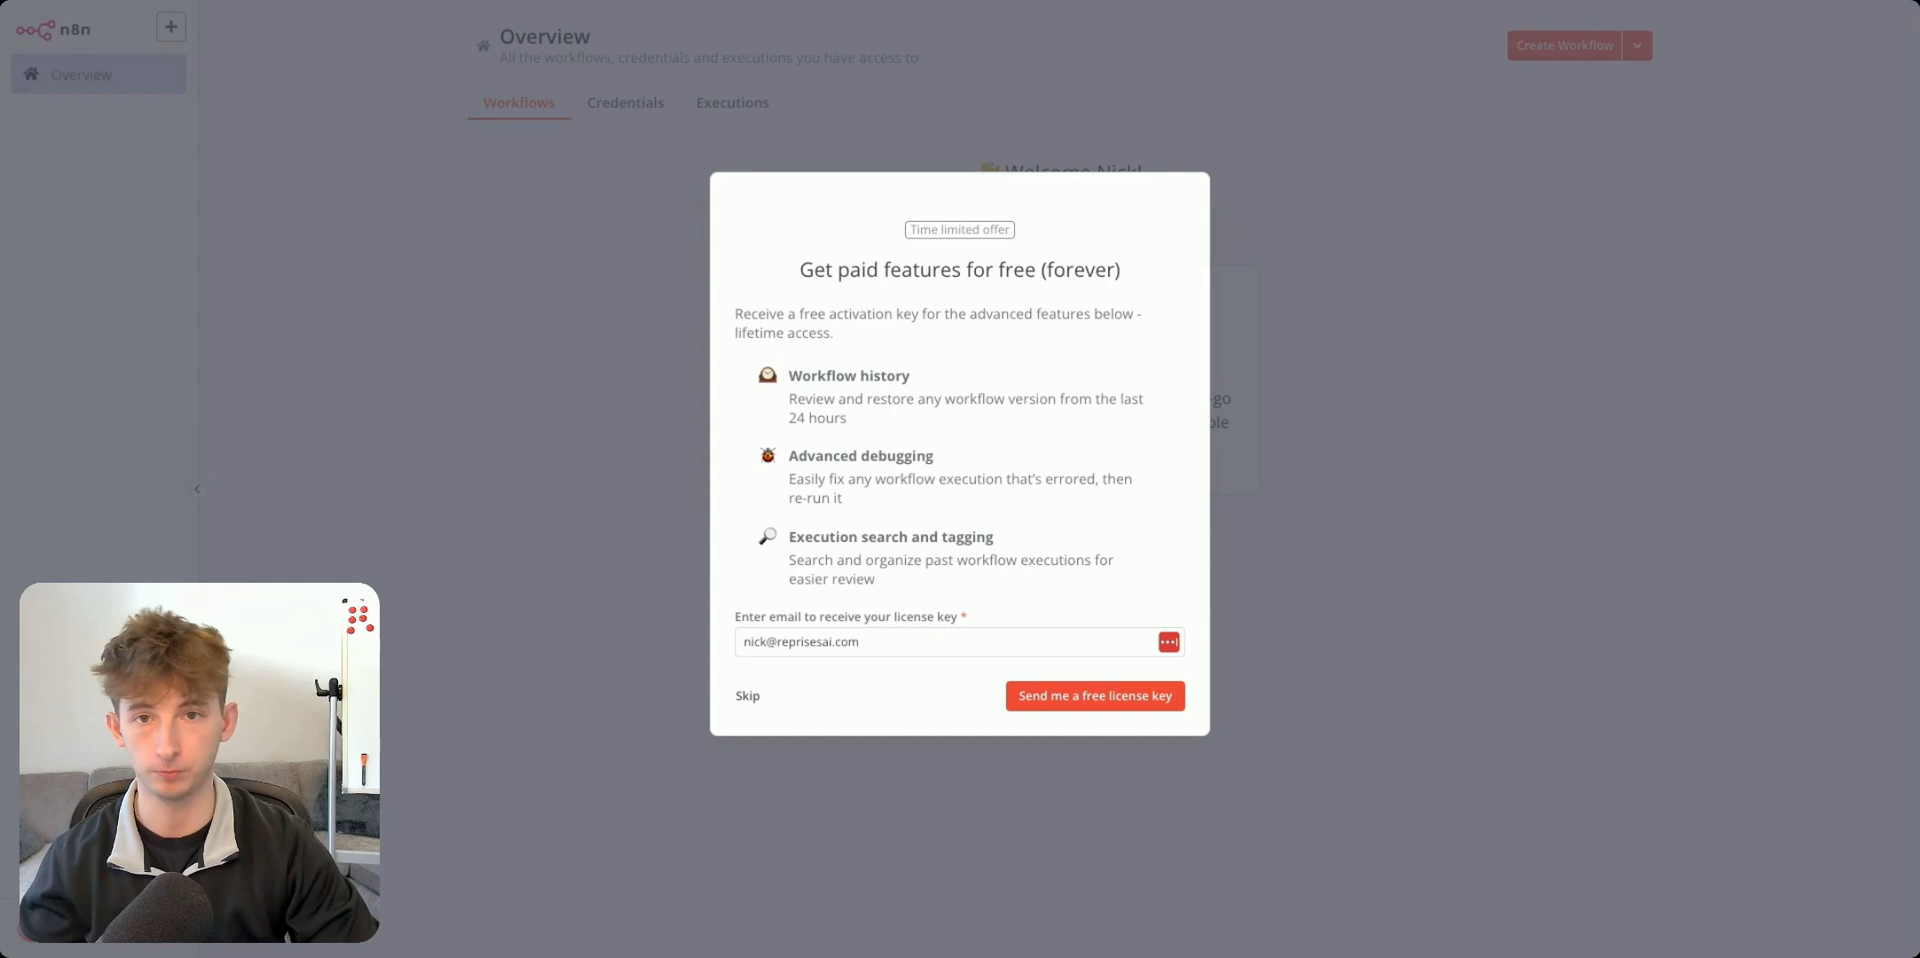 n8n
+
Overview
Overview
All the workflows, credentials and executions you have access to
Create Workflow
Workflows Credentials Executions
Welcome Nick!
Time limited offer
Get paid features for free (forever)
Receive a free activation key for the advanced features below -
lifetime access.
Workflow history
Review and restore any workflow version from the last
24 hours
Advanced debugging
Easily fix any workflow execution that's errored, then
re-run it
Execution search and tagging
Search and organize past workflow executions for
easier review
-go
ple
Enter email to receive your license key *
nick@reprisesai.com
Skip
Send me a free license key